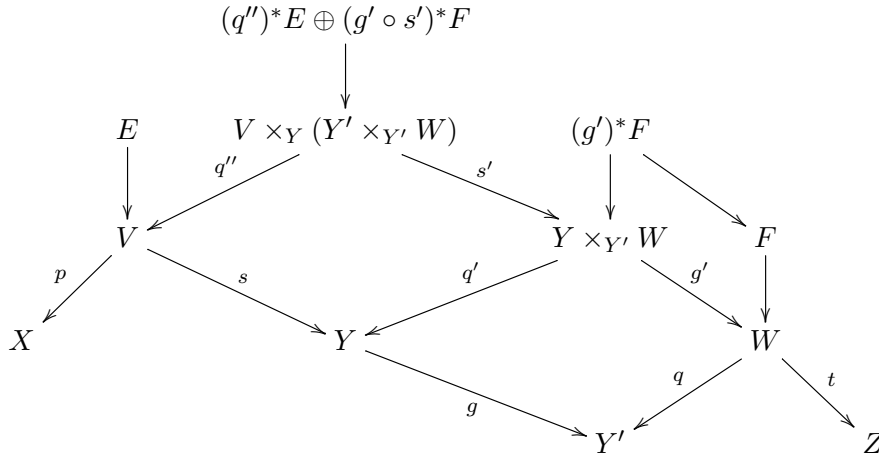 (q'')*E ⊕ (g' ∘ s')*F
E V ×_Y (Y' ×_{Y'} W) (g')*F
q'' s'
V Y ×_{Y'} W F
p s q' g'
X Y W
g q t
Y' Z